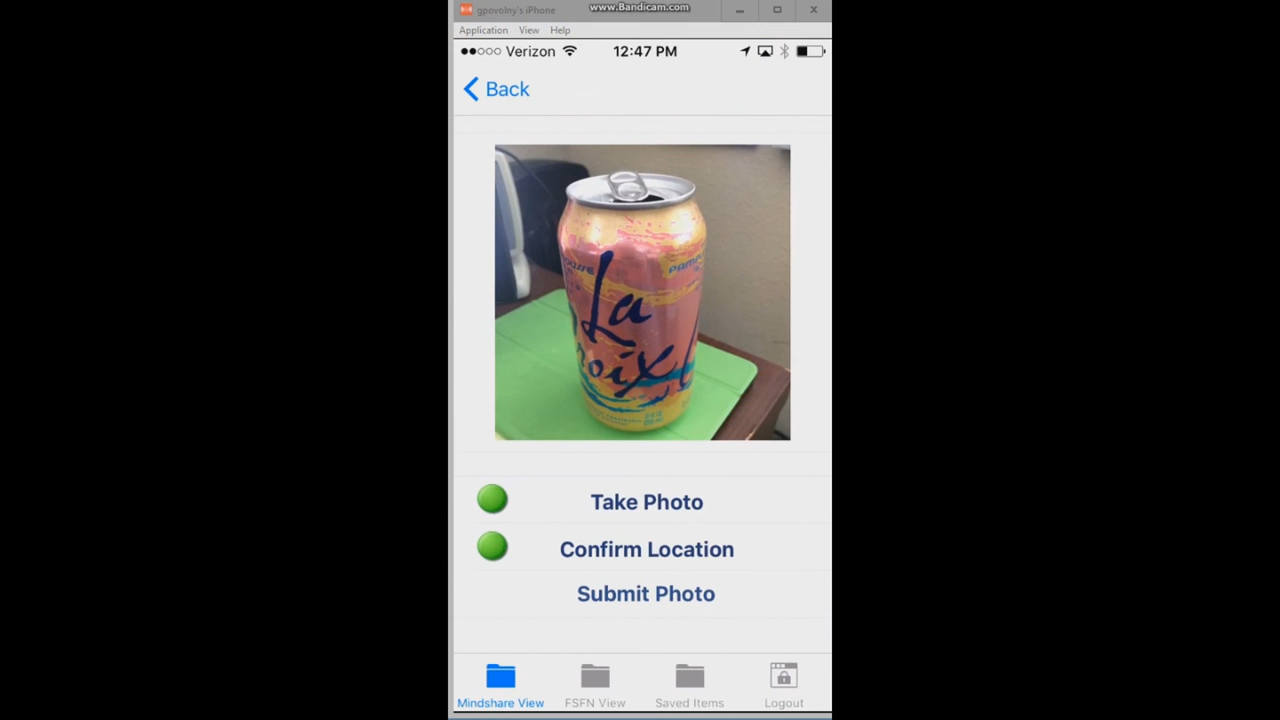 gpovolny's iPhone
www.Bandicam.com
Application View Help
Verizon 12:47 PM
Back
La
roix
Take Photo
Confirm Location
Submit Photo
Mindshare View FSFN View Saved Items Logout